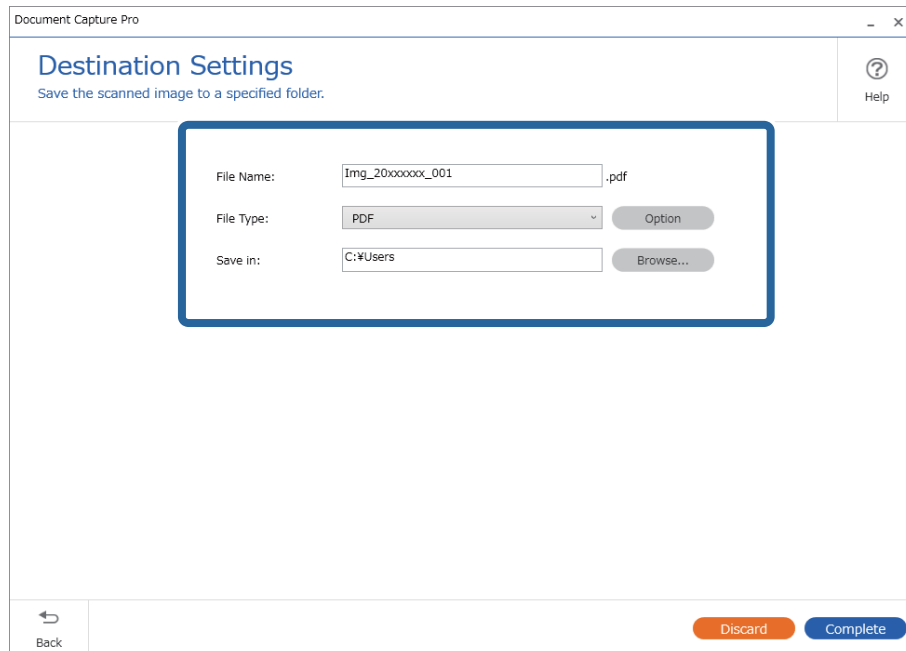 Document Capture Pro
Destination Settings
Save the scanned image to a specified folder.
Help
File Name:
Img_20xxxxxx_001
.pdf
File Type:
PDF
Option
Save in:
C:¥Users
Browse...
Back
Discard
Complete